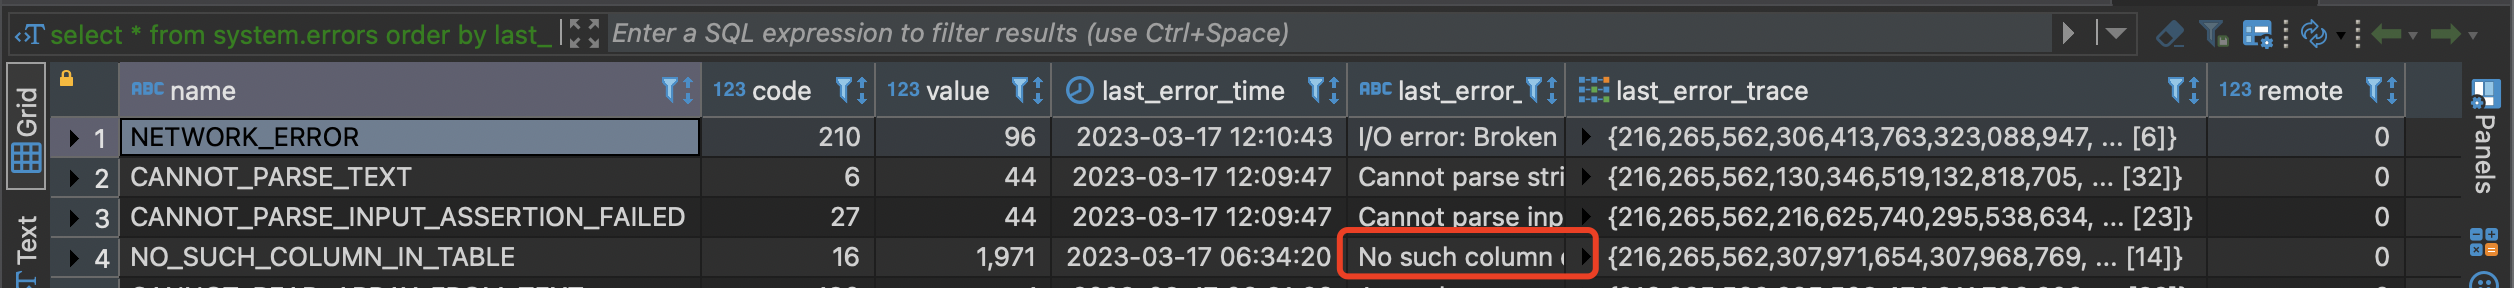 select * from system.errors order by last_ Enter a SQL expression to filter results (use Ctrl+Space)
Grid
Text
ABC name 123 code 123 value last_error_time ABC last_error_ last_error_trace 123 remote
1 NETWORK_ERROR 210 96 2023-03-17 12:10:43 I/O error: Broken {216,265,562,306,413,763,323,088,947, ... [6]} 0
2 CANNOT_PARSE_TEXT 6 44 2023-03-17 12:09:47 Cannot parse stri {216,265,562,130,346,519,132,818,705, ... [32]} 0
3 CANNOT_PARSE_INPUT_ASSERTION_FAILED 27 44 2023-03-17 12:09:47 Cannot parse inp {216,265,562,216,625,740,295,538,634, ... [23]} 0
4 NO_SUCH_COLUMN_IN_TABLE 16 1,971 2023-03-17 06:34:20 No such column {216,265,562,307,971,654,307,968,769, ... [14]} 0
Panels